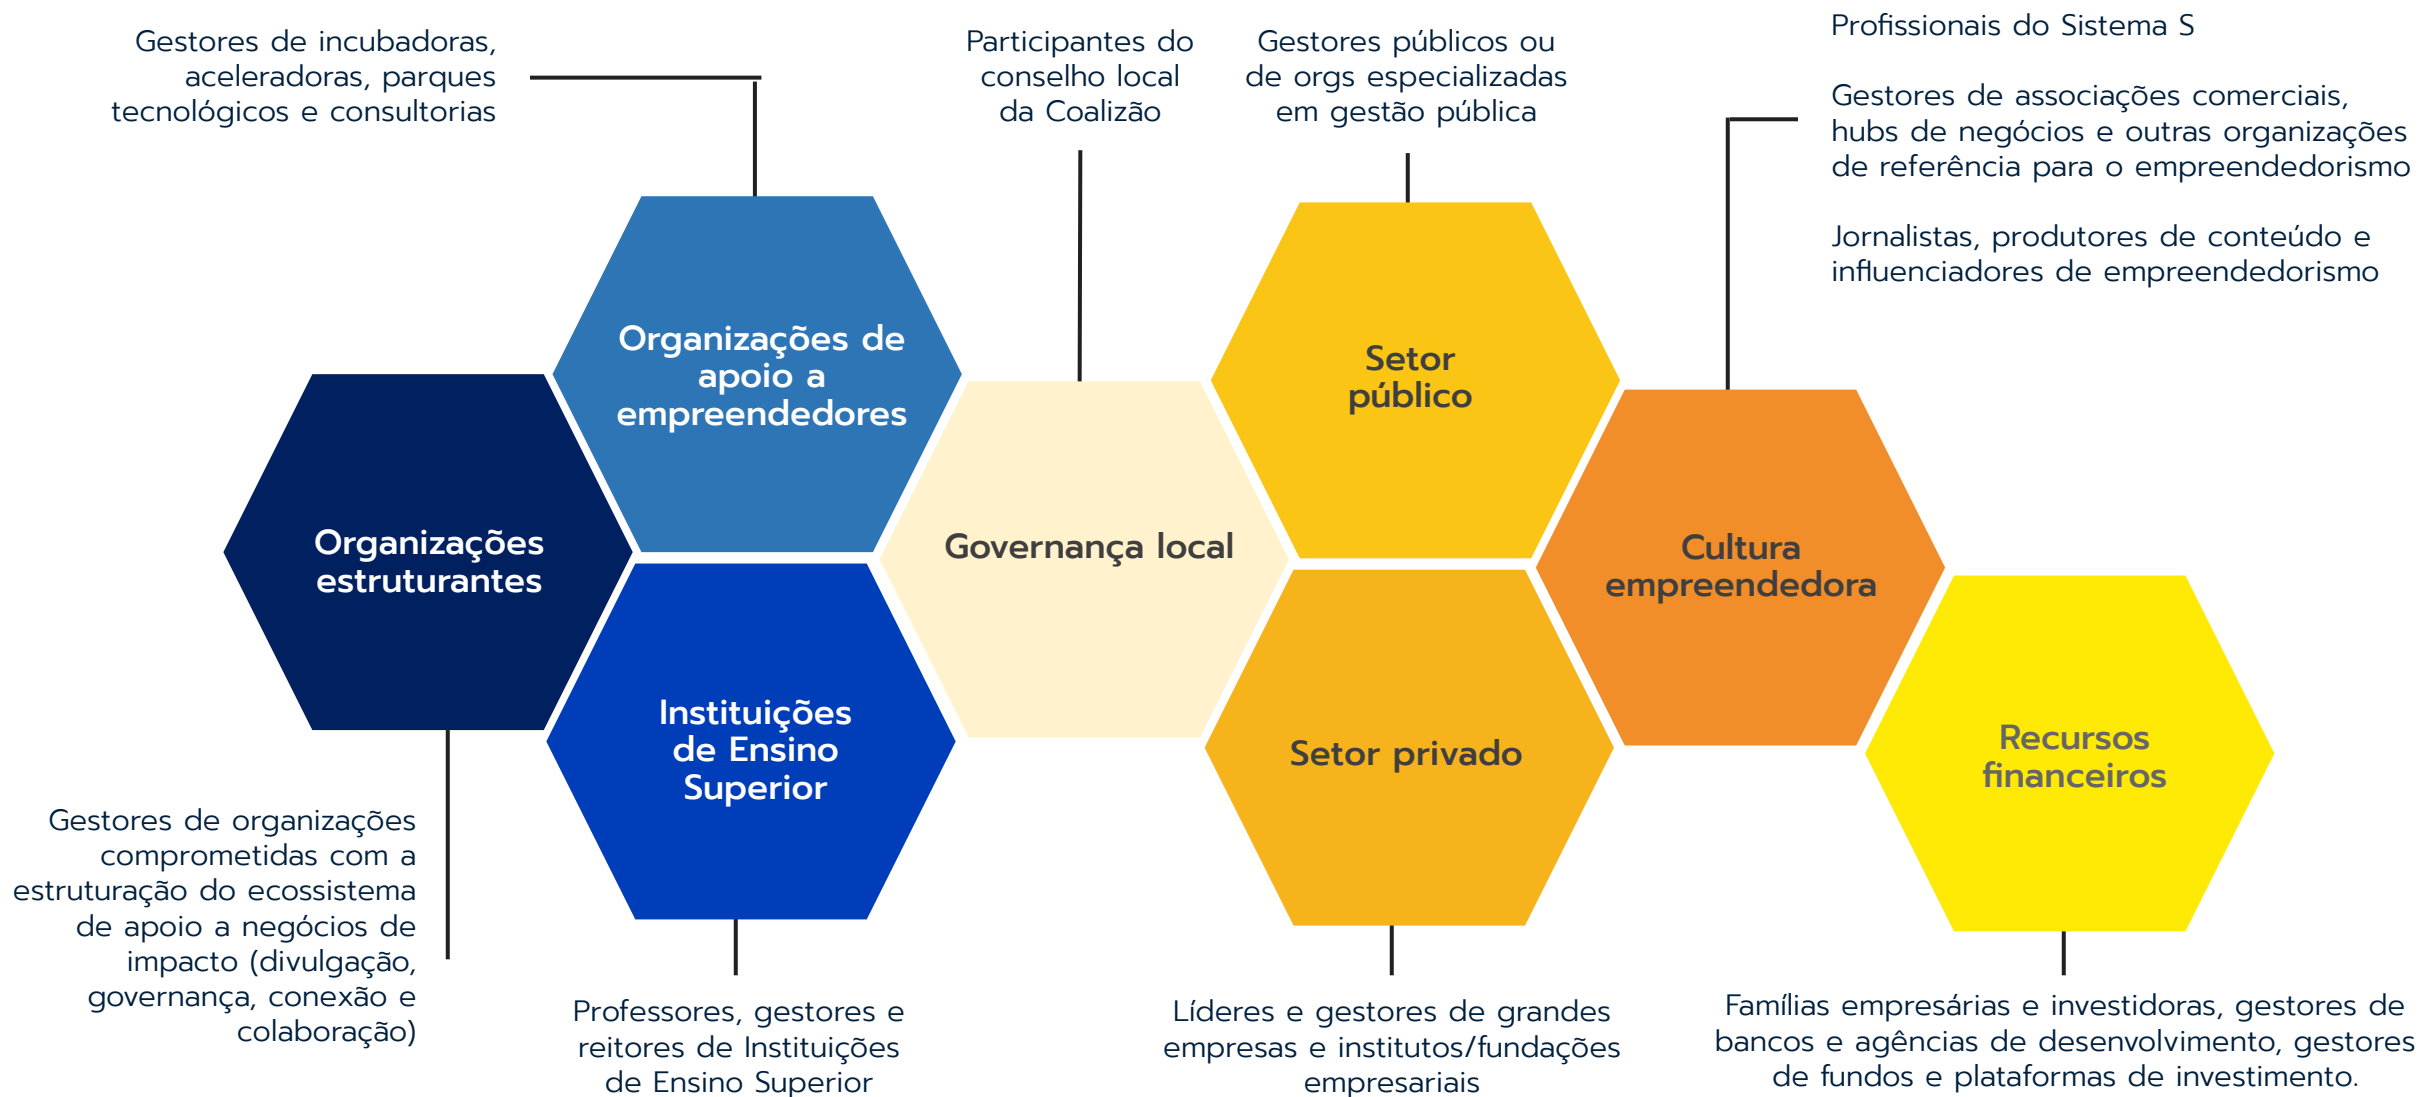 Gestores de incubadoras,
aceleradoras, parques
tecnológicos e consultorias
Participantes do
conselho local
da Coalizão
Gestores públicos ou
de orgs especializadas
em gestão pública
Profissionais do Sistema S
Gestores de associações comerciais,
hubs de negócios e outras organizações
de referência para o empreendedorismo
Jornalistas, produtores de conteúdo e
influenciadores de empreendedorismo
Organizações de
apoio a
empreendedores
Setor
público
Organizações
estruturantes
Governança local
Cultura
empreendedora
Instituições
de Ensino
Superior
Setor privado
Recursos
financeiros
Gestores de organizações
comprometidas com a
estruturação do ecossistema
de apoio a negócios de
impacto (divulgação,
governança, conexão e
colaboração)
Professores, gestores e
reitores de Instituições
de Ensino Superior
Líderes e gestores de grandes
empresas e institutos/fundações
empresariais
Famílias empresárias e investidoras, gestores de
bancos e agências de desenvolvimento, gestores
de fundos e plataformas de investimento.